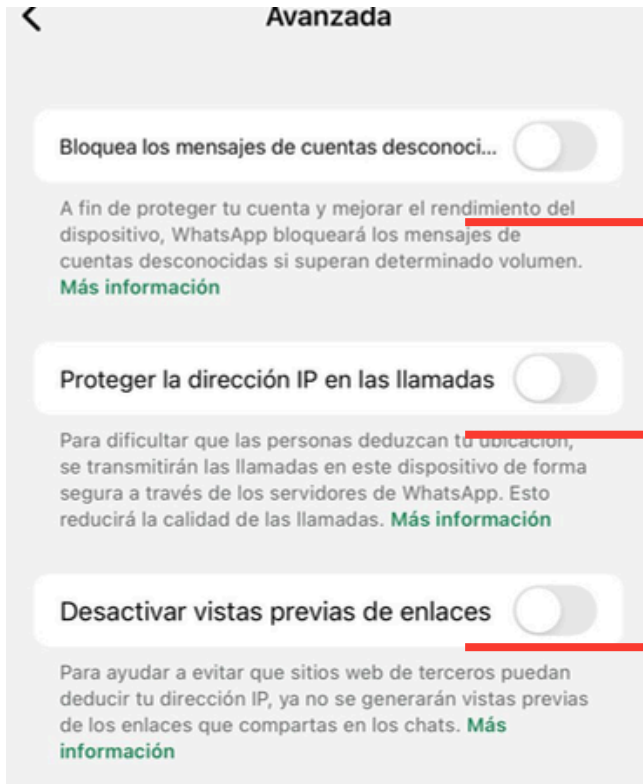 Avanzada
Bloquea los mensajes de cuentas desconoci...
A fin de proteger tu cuenta y mejorar el rendimiento del
dispositivo, WhatsApp bloqueará los mensajes de
cuentas desconocidas si superan determinado volumen.
Más información
Proteger la dirección IP en las llamadas
Para dificultar que las personas deduzcan tu ubicación,
se transmitirán las llamadas en este dispositivo de forma
segura a través de los servidores de WhatsApp. Esto
reducirá la calidad de las llamadas. Más información
Desactivar vistas previas de enlaces
Para ayudar a evitar que sitios web de terceros puedan
deducir tu dirección IP, ya no se generarán vistas previas
de los enlaces que compartas en los chats. Más
información